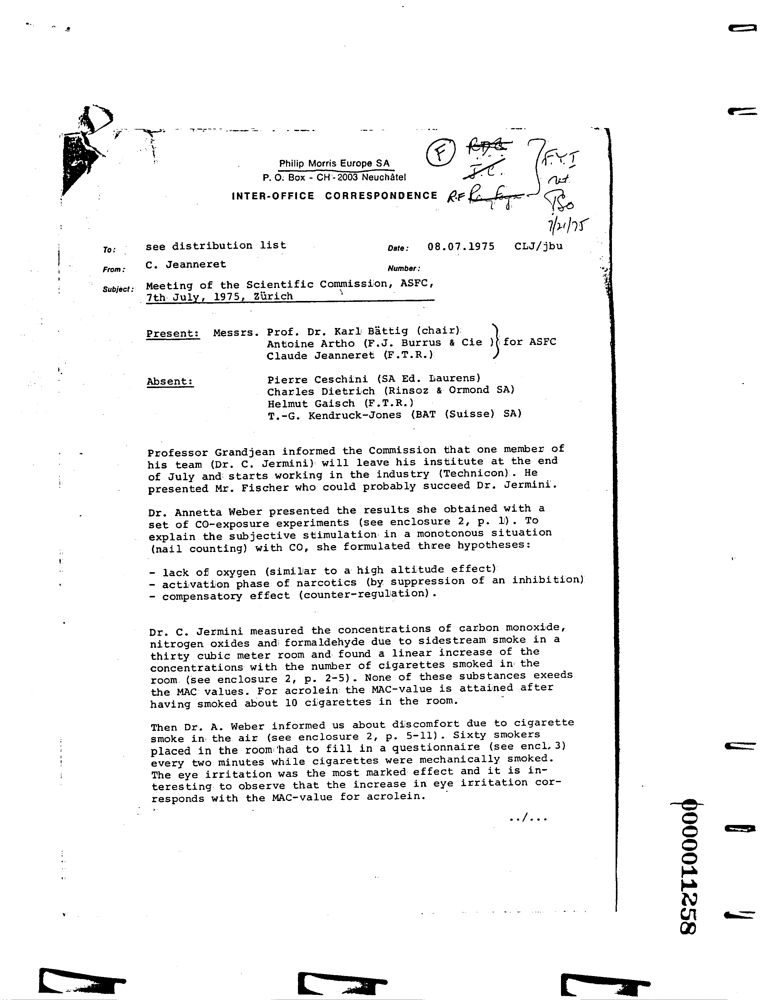 Philip Morris Europe SA
P. O. Box - CH - 2003 Neuchâtel
INTER-OFFICE CORRESPONDENCE
F
F.Y.I
7/21/75
To: see distribution list Date: 08.07.1975 CLJ/jbu
From: C. Jeanneret Number:
Subject: Meeting of the Scientific Commission, ASFC,
7th July, 1975, Zürich
Present: Messrs. Prof. Dr. Karl Bättig (chair)
Antoine Artho (F.J. Burrus & Cie ) for ASFC
Claude Jeanneret (F.T.R.)
Absent: Pierre Ceschini (SA Ed. Laurens)
Charles Dietrich (Rinsoz & Ormond SA)
Helmut Gaisch (F.T.R.)
T.-G. Kendruck-Jones (BAT (Suisse) SA)
Professor Grandjean informed the Commission that one member of
his team (Dr. C. Jermini) will leave his institute at the end
of July and starts working in the industry (Technicon). He
presented Mr. Fischer who could probably succeed Dr. Jermini.
Dr. Annetta Weber presented the results she obtained with a
set of CO-exposure experiments (see enclosure 2, p. 1). To
explain the subjective stimulation in a monotonous situation
(nail counting) with CO, she formulated three hypotheses:
- lack of oxygen (similar to a high altitude effect)
- activation phase of narcotics (by suppression of an inhibition)
- compensatory effect (counter-regulation).
Dr. C. Jermini measured the concentrations of carbon monoxide,
nitrogen oxides and formaldehyde due to sidestream smoke in a
thirty cubic meter room and found a linear increase of the
concentrations with the number of cigarettes smoked in the
room (see enclosure 2, p. 2-5). None of these substances exeeds
the MAC values. For acrolein the MAC-value is attained after
having smoked about 10 cigarettes in the room.
Then Dr. A. Weber informed us about discomfort due to cigarette
smoke in the air (see enclosure 2, p. 5-11). Sixty smokers
placed in the room had to fill in a questionnaire (see encl. 3)
every two minutes while cigarettes were mechanically smoked.
The eye irritation was the most marked effect and it is in-
teresting to observe that the increase in eye irritation cor-
responds with the MAC-value for acrolein.
../...
0000011258